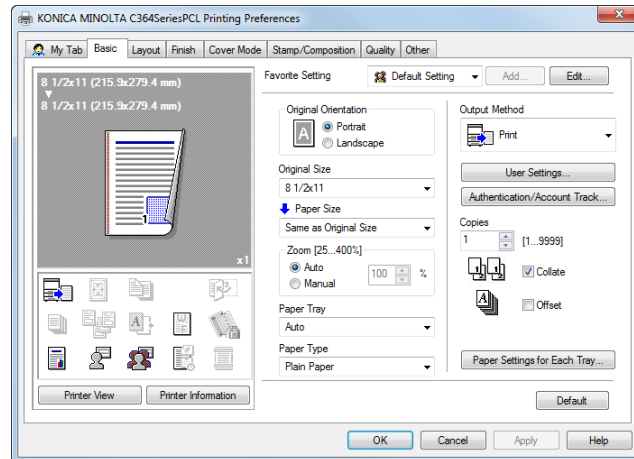 KONICA MINOLTA C364SeriesPCL Printing Preferences
My Tab Basic Layout Finish Cover Mode Stamp/Composition Quality Other
8 1/2x11 (215.9x279.4 mm)
8 1/2x11 (215.9x279.4 mm)
1
x1
Printer View Printer Information
Favorite Setting Default Setting Add... Edit...
Original Orientation
A
Portrait
Landscape
Original Size
8 1/2x11
Paper Size
Same as Original Size
Zoom [25...400%]
Auto
Manual
100 %
Paper Tray
Auto
Paper Type
Plain Paper
Output Method
Print
User Settings...
Authentication/Account Track...
Copies
1 [1...9999]
Collate
Offset
Paper Settings for Each Tray...
Default
OK Cancel Apply Help